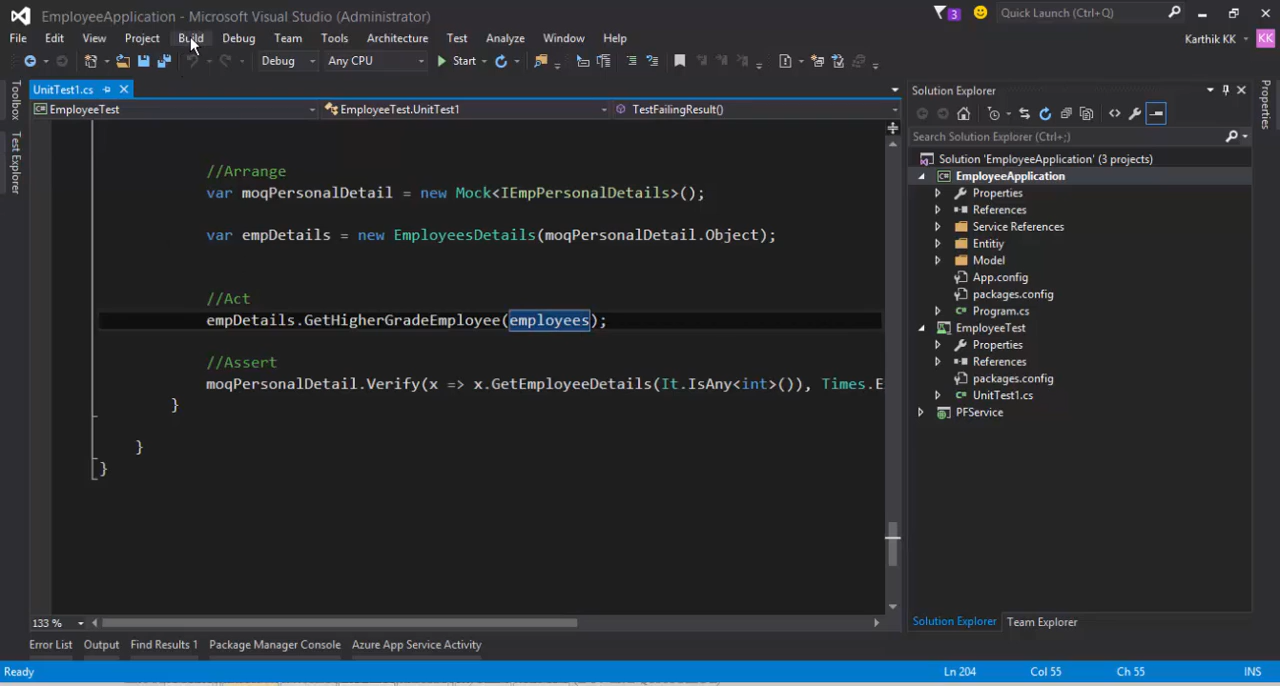 EmployeeApplication - Microsoft Visual Studio (Administrator)
3
Quick Launch (Ctrl+Q)
File Edit View Project Build Debug Team Tools Architecture Test Analyze Window Help
Karthik KK
KK
Debug Any CPU Start
Toolbox
Test Explorer
UnitTest1.cs
EmployeeTest EmployeeTest.UnitTest1 TestFailingResult()
//Arrange
var moqPersonalDetail = new Mock<IEmpPersonalDetails>();
var empDetails = new EmployeesDetails(moqPersonalDetail.Object);
//Act
empDetails.GetHigherGradeEmployee(employees);
//Assert
moqPersonalDetail.Verify(x => x.GetEmployeeDetails(It.IsAny<int>()), Times.E
}
}
}
133 %
Solution Explorer
Search Solution Explorer (Ctrl+;)
Solution 'EmployeeApplication' (3 projects)
EmployeeApplication
Properties
References
Service References
Entitiy
Model
App.config
packages.config
Program.cs
EmployeeTest
Properties
References
packages.config
UnitTest1.cs
PFService
Solution Explorer Team Explorer
Properties
Error List Output Find Results 1 Package Manager Console Azure App Service Activity
Ready Ln 204 Col 55 Ch 55 INS